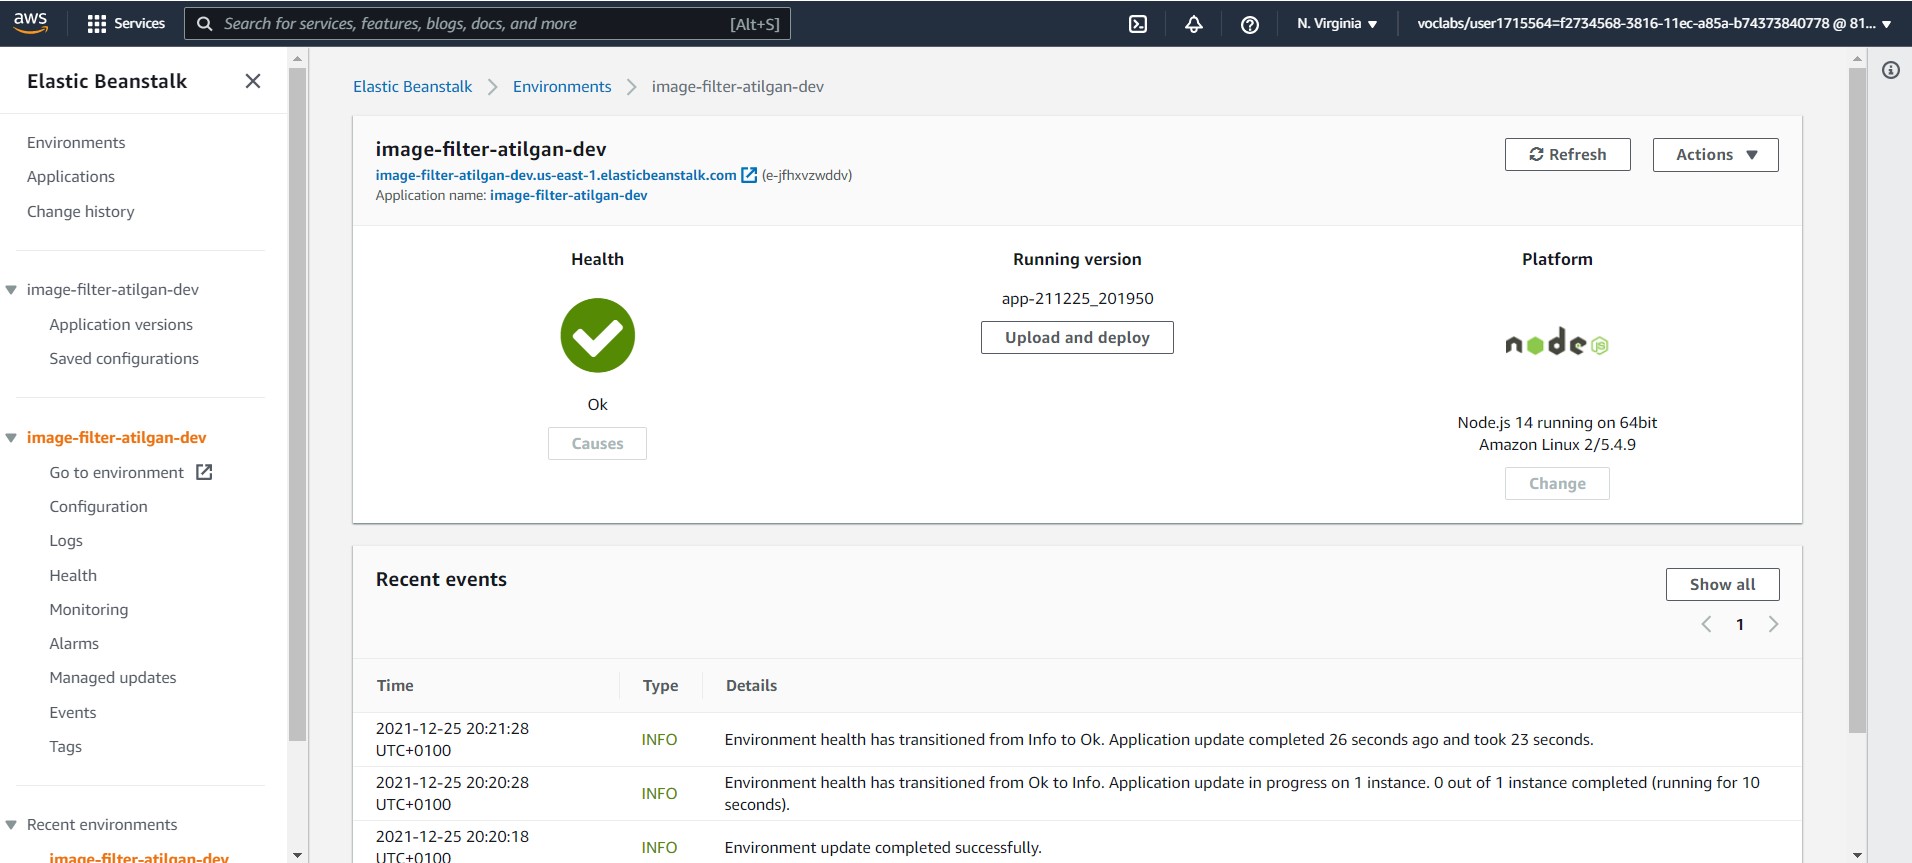 aws
Services
Search for services, features, blogs, docs, and more
[Alt+S]
N. Virginia
voclabs/user1715564=f2734568-3816-11ec-a85a-b74373840778 @ 81...
Elastic Beanstalk
Environments
Applications
Change history
image-filter-atilgan-dev
Application versions
Saved configurations
image-filter-atilgan-dev
Go to environment
Configuration
Logs
Health
Monitoring
Alarms
Managed updates
Events
Tags
Recent environments
image-filter-atilgan-dev
Elastic Beanstalk
Environments
image-filter-atilgan-dev
image-filter-atilgan-dev
image-filter-atilgan-dev.us-east-1.elasticbeanstalk.com (e-jfhxvzwddv)
Application name: image-filter-atilgan-dev
Refresh
Actions
Health
Ok
Causes
Running version
app-211225_201950
Upload and deploy
Platform
node JS
Node.js 14 running on 64bit
Amazon Linux 2/5.4.9
Change
Recent events
Show all
1
Time
Type
Details
2021-12-25 20:21:28
UTC+0100
INFO
Environment health has transitioned from Info to Ok. Application update completed 26 seconds ago and took 23 seconds.
2021-12-25 20:20:28
UTC+0100
INFO
Environment health has transitioned from Ok to Info. Application update in progress on 1 instance. 0 out of 1 instance completed (running for 10
seconds).
2021-12-25 20:20:18
UTC+0100
INFO
Environment update completed successfully.